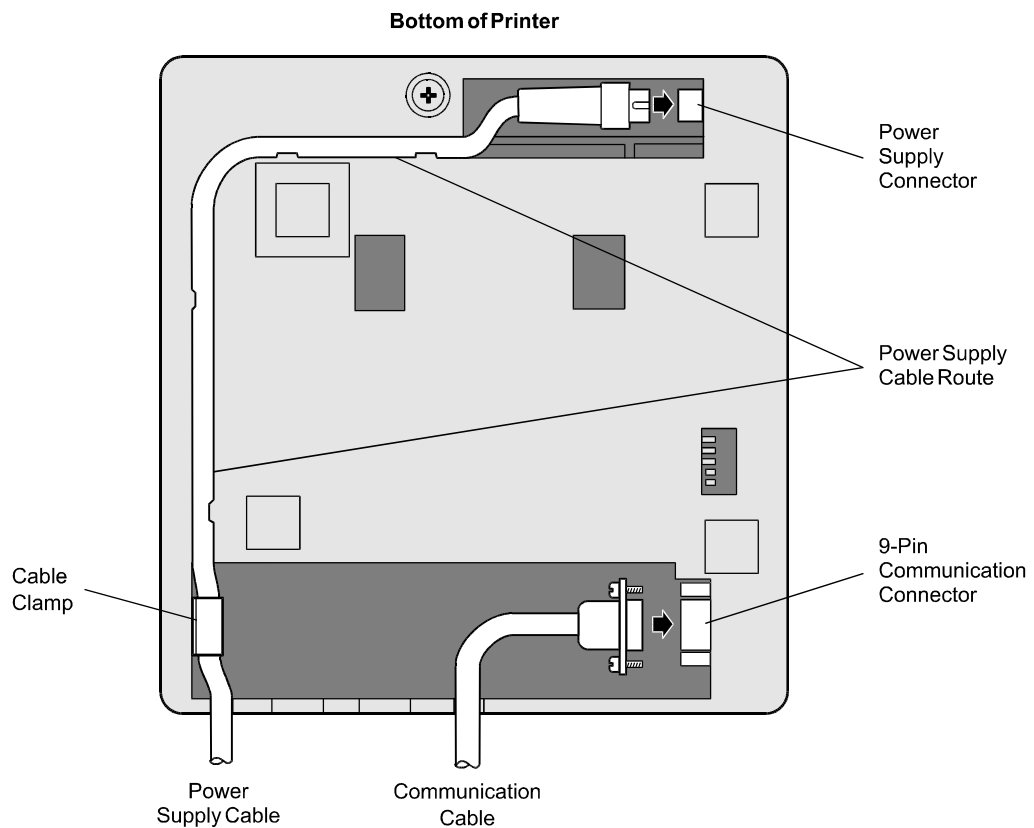 Bottom of Printer
Power
Supply
Connector
Power Supply
Cable Route
9-Pin
Communication
Connector
Cable
Clamp
Power
Supply Cable
Communication
Cable